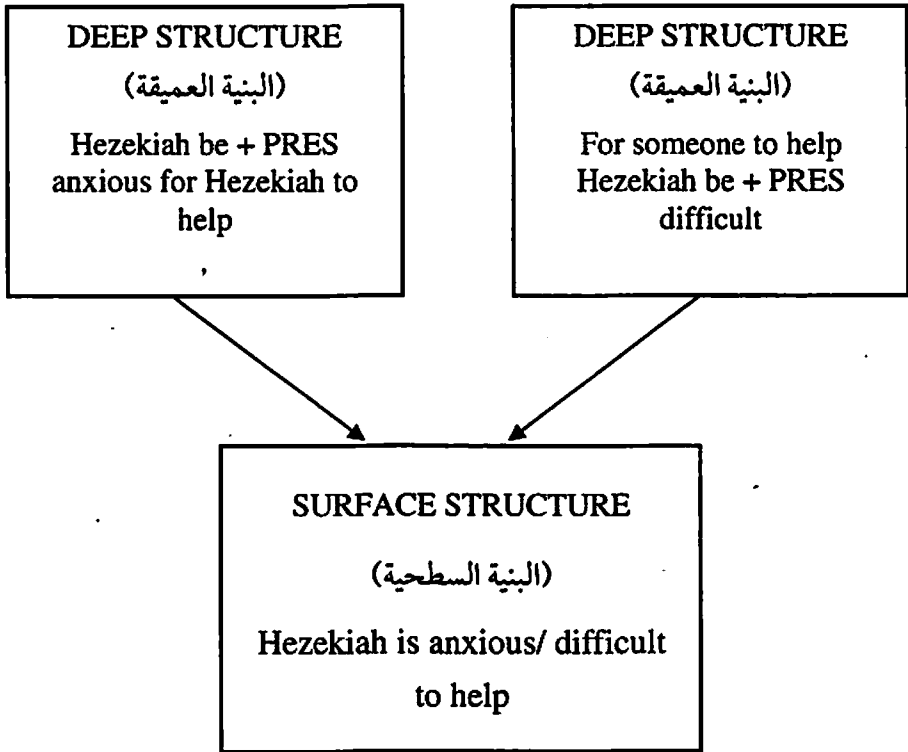 DEEP STRUCTURE
(البنية العميقة)
Hezekiah be + PRES
anxious for Hezekiah to
help
DEEP STRUCTURE
(البنية العميقة)
For someone to help
Hezekiah be + PRES
difficult
SURFACE STRUCTURE
(البنية السطحية)
Hezekiah is anxious/ difficult
to help